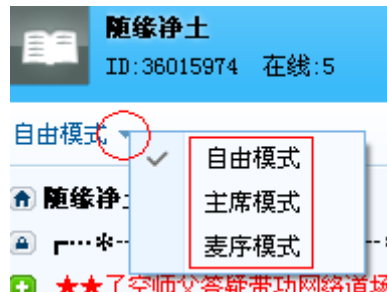 随缘净土
ID:36015974 在线:5
自由模式
自由模式
随缘净
主席模式
┏┅*--
麦序模式
★★了空师父答疑带功网络道场